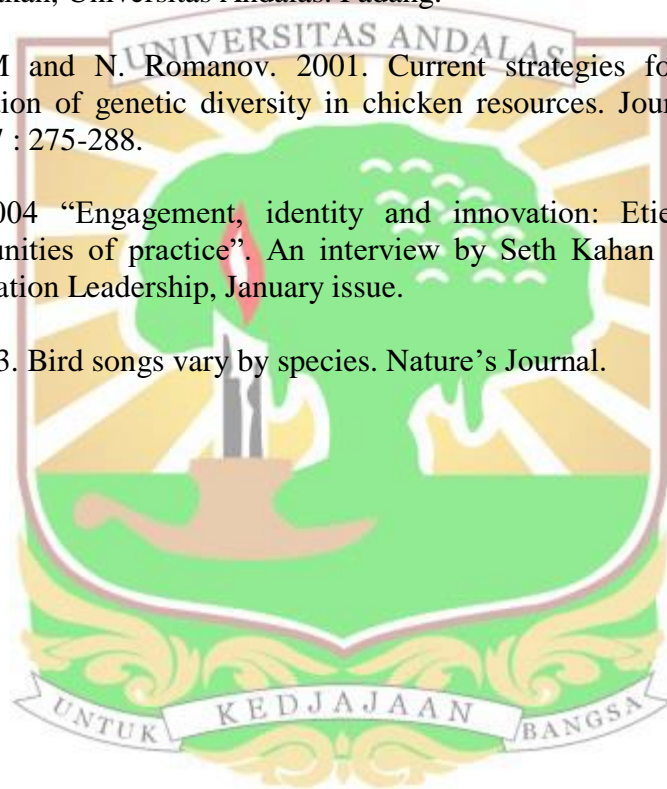 Universitas Andalas. Padang.
UNIVERSITAS ANDALAS
M and N. Romanov. 2001. Current strategies fo
tion of genetic diversity in chicken resources. Jour
: 275-288.
004 “Engagement, identity and innovation: Etie
unities of practice”. An interview by Seth Kahan
ation Leadership, January issue.
3. Bird songs vary by species. Nature’s Journal.
UNTUK KEDJAJAAN BANGSA